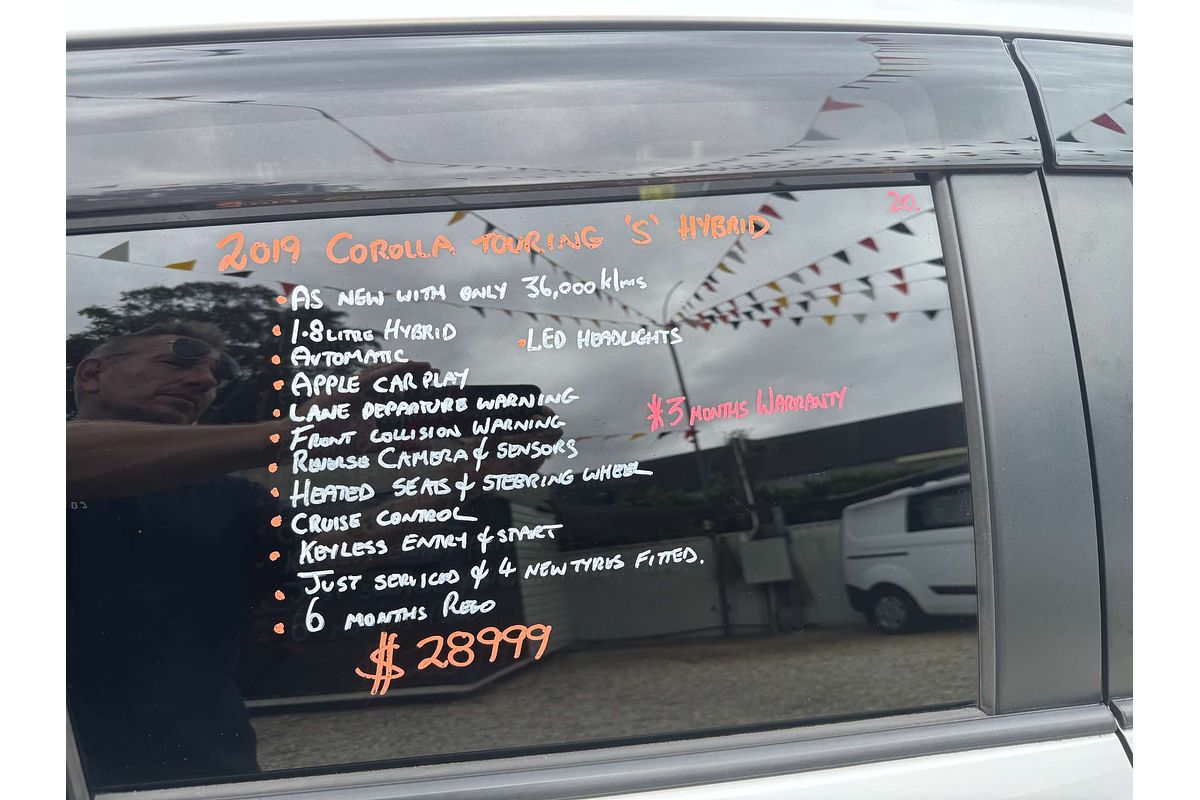 20.
2019 COROLLA TOURING 'S' HYBRID
• AS NEW WITH ONLY 36,000 klms
• 1.8 LITRE HYBRID
• LED HEADLIGHTS
• AUTOMATIC
• APPLE CAR PLAY
• LANE DEPARTURE WARNING
* 3 MONTHS WARRANTY
• FRONT COLLISION WARNING
• REVERSE CAMERA & SENSORS
• HEATED SEATS & STEERING WHEEL
• CRUISE CONTROL
• KEYLESS ENTRY & START
• JUST SERVICED & 4 NEW TYRES FITTED.
• 6 MONTHS REGO
$28999